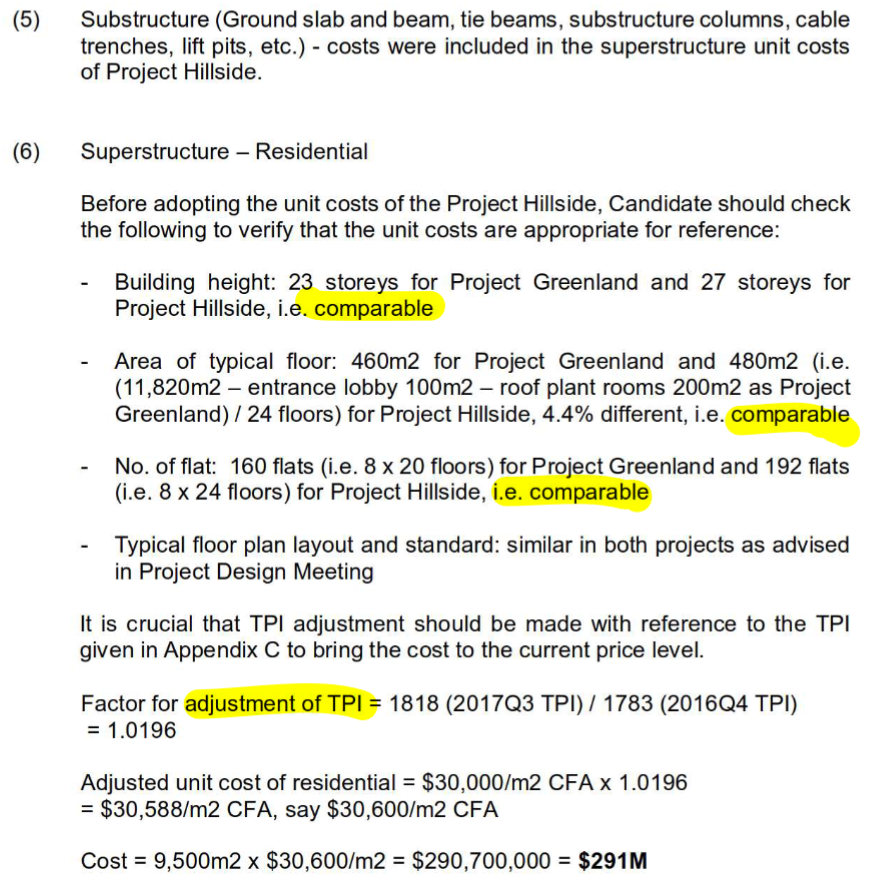 (5) Substructure (Ground slab and beam, tie beams, substructure columns, cable
trenches, lift pits, etc.) - costs were included in the superstructure unit costs
of Project Hillside.
(6) Superstructure – Residential
Before adopting the unit costs of the Project Hillside, Candidate should check
the following to verify that the unit costs are appropriate for reference:
- Building height: 23 storeys for Project Greenland and 27 storeys for
Project Hillside, i.e. comparable
- Area of typical floor: 460m2 for Project Greenland and 480m2 (i.e.
(11,820m2 – entrance lobby 100m2 – roof plant rooms 200m2 as Project
Greenland) / 24 floors) for Project Hillside, 4.4% different, i.e. comparable
- No. of flat: 160 flats (i.e. 8 x 20 floors) for Project Greenland and 192 flats
(i.e. 8 x 24 floors) for Project Hillside, i.e. comparable
- Typical floor plan layout and standard: similar in both projects as advised
in Project Design Meeting
It is crucial that TPI adjustment should be made with reference to the TPI
given in Appendix C to bring the cost to the current price level.
Factor for adjustment of TPI = 1818 (2017Q3 TPI) / 1783 (2016Q4 TPI)
= 1.0196
Adjusted unit cost of residential = $30,000/m2 CFA x 1.0196
= $30,588/m2 CFA, say $30,600/m2 CFA
Cost = 9,500m2 x $30,600/m2 = $290,700,000 = $291M